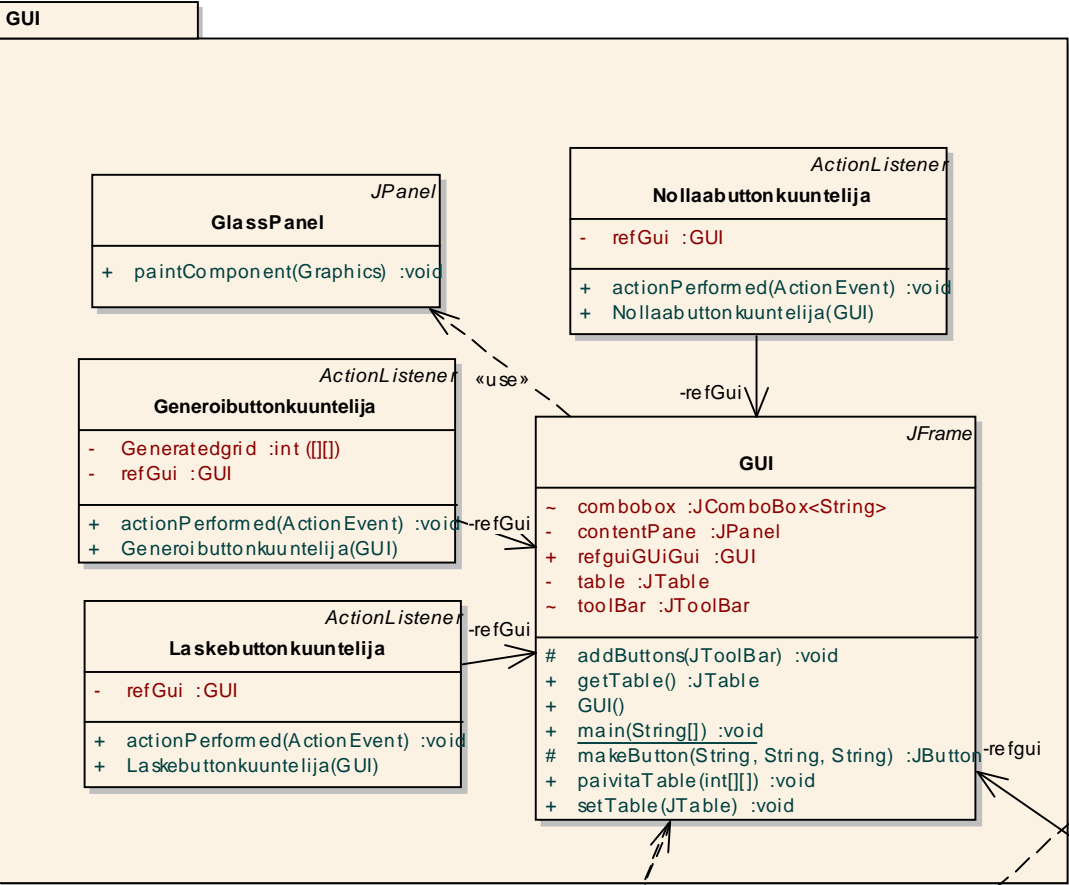 GUI
JPanel
GlassPanel
+ paintComponent(Graphics) :void
ActionListener
Nollaabuttonkuuntelija
- refGui :GUI
+ actionPerformed(ActionEvent) :void
+ Nollaabuttonkuuntelija(GUI)
«use»
-refGui
ActionListener
Generoibuttonkuuntelija
- Generatedgrid :int ([][])
- refGui :GUI
+ actionPerformed(ActionEvent) :void
+ Generoibuttonkuuntelija(GUI)
-refGui
ActionListener
Laskebuttonkuuntelija
- refGui :GUI
+ actionPerformed(ActionEvent) :void
+ Laskebuttonkuuntelija(GUI)
-refGui
JFrame
GUI
~ combobox :JComboBox<String>
- contentPane :JPanel
+ refguiGUiGui :GUI
- table :JTable
~ toolBar :JToolBar
# addButtons(JToolBar) :void
+ getTable() :JTable
+ GUI()
+ main(String[]) :void
# makeButton(String, String, String) :JButton
+ paivitaTable(int[][]) :void
+ setTable(JTable) :void
-refgui